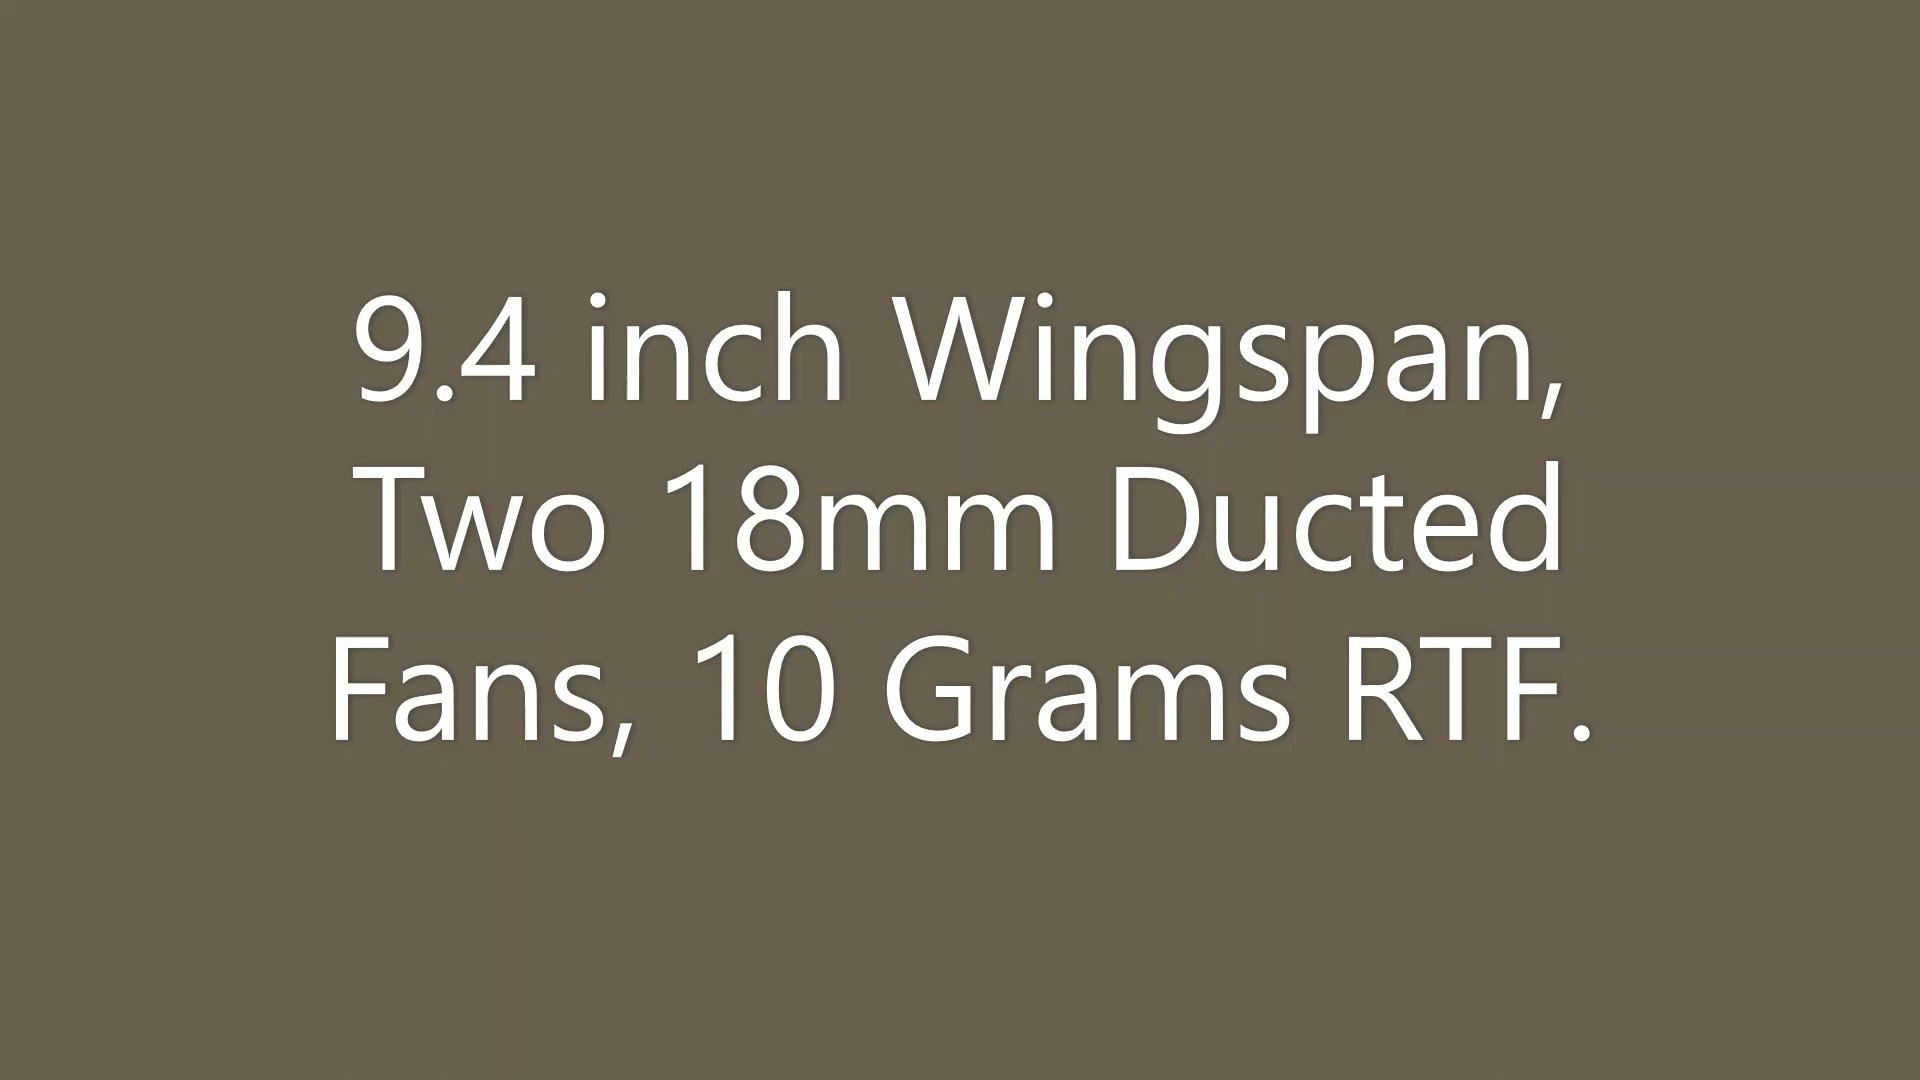 9.4 inch Wingspan,
Two 18mm Ducted
Fans, 10 Grams RTF.